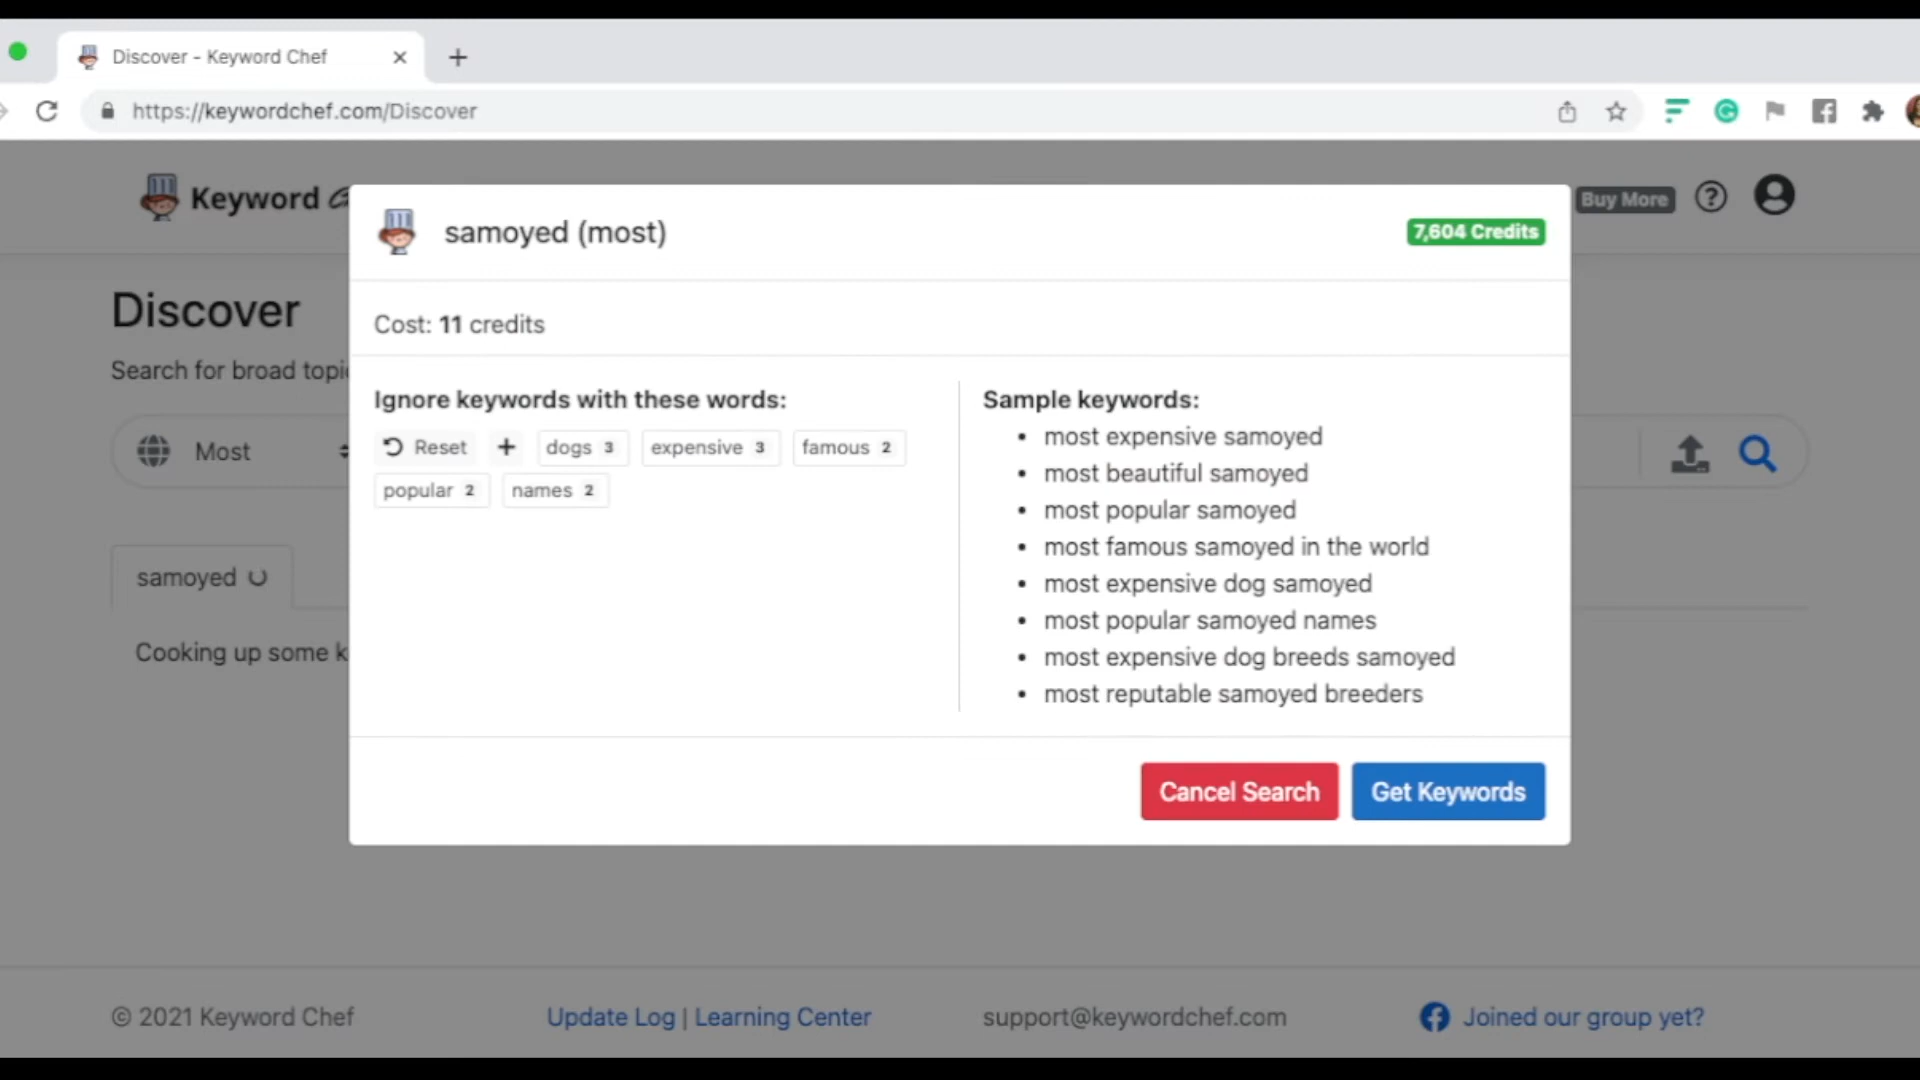 Discover - Keyword Chef
https://keywordchef.com/Discover
Keyword
Buy More
samoyed (most)
7,604 Credits
Discover
Cost: 11 credits
Search for broad
Ignore keywords with these words:
Reset + dogs 3 expensive 3 famous 2
popular 2 names 2
Sample keywords:
• most expensive samoyed
• most beautiful samoyed
• most popular samoyed
• most famous samoyed in the world
• most expensive dog samoyed
• most popular samoyed names
• most expensive dog breeds samoyed
• most reputable samoyed breeders
Most
samoyed
Cooking up some
Cancel Search
Get Keywords
© 2021 Keyword Chef
Update Log | Learning Center
support@keywordchef.com
Joined our group yet?